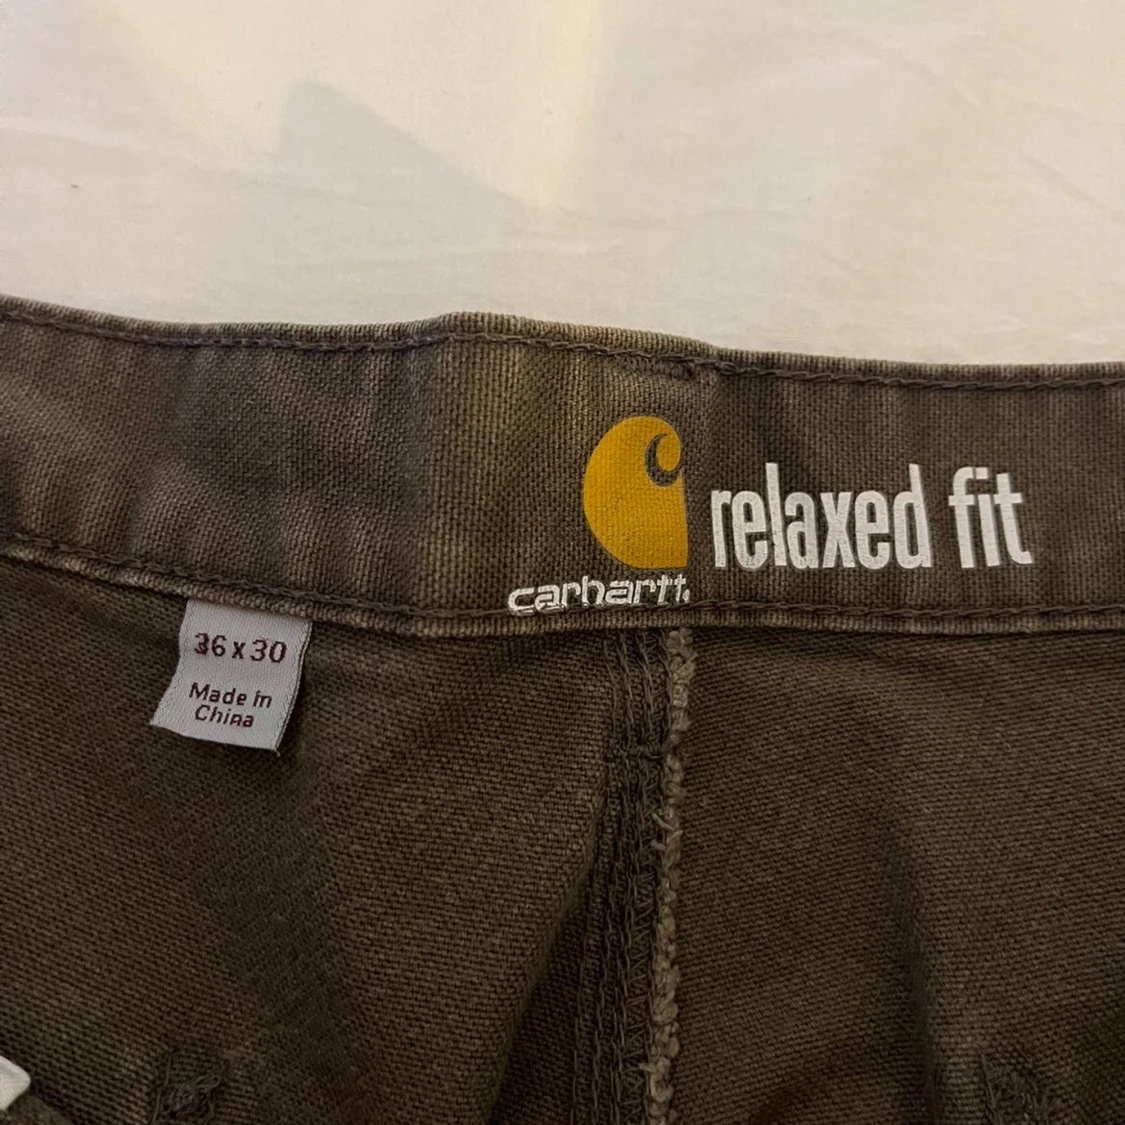 relaxed fit
carhartt
36 x 30
Made in
China